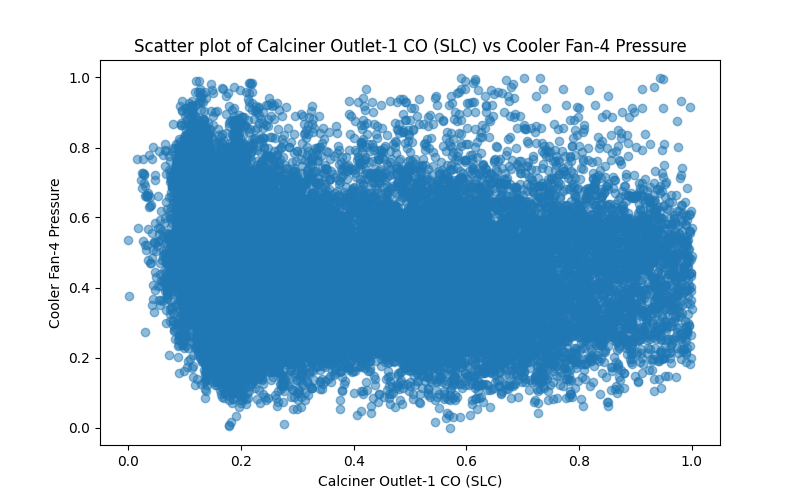 Scatter plot of Calciner Outlet-1 CO (SLC) vs Cooler Fan-4 Pressure
1.0
0.8
0.6
0.4
0.2
0.0
Cooler Fan-4 Pressure
0.0 0.2 0.4 0.6 0.8 1.0
Calciner Outlet-1 CO (SLC)